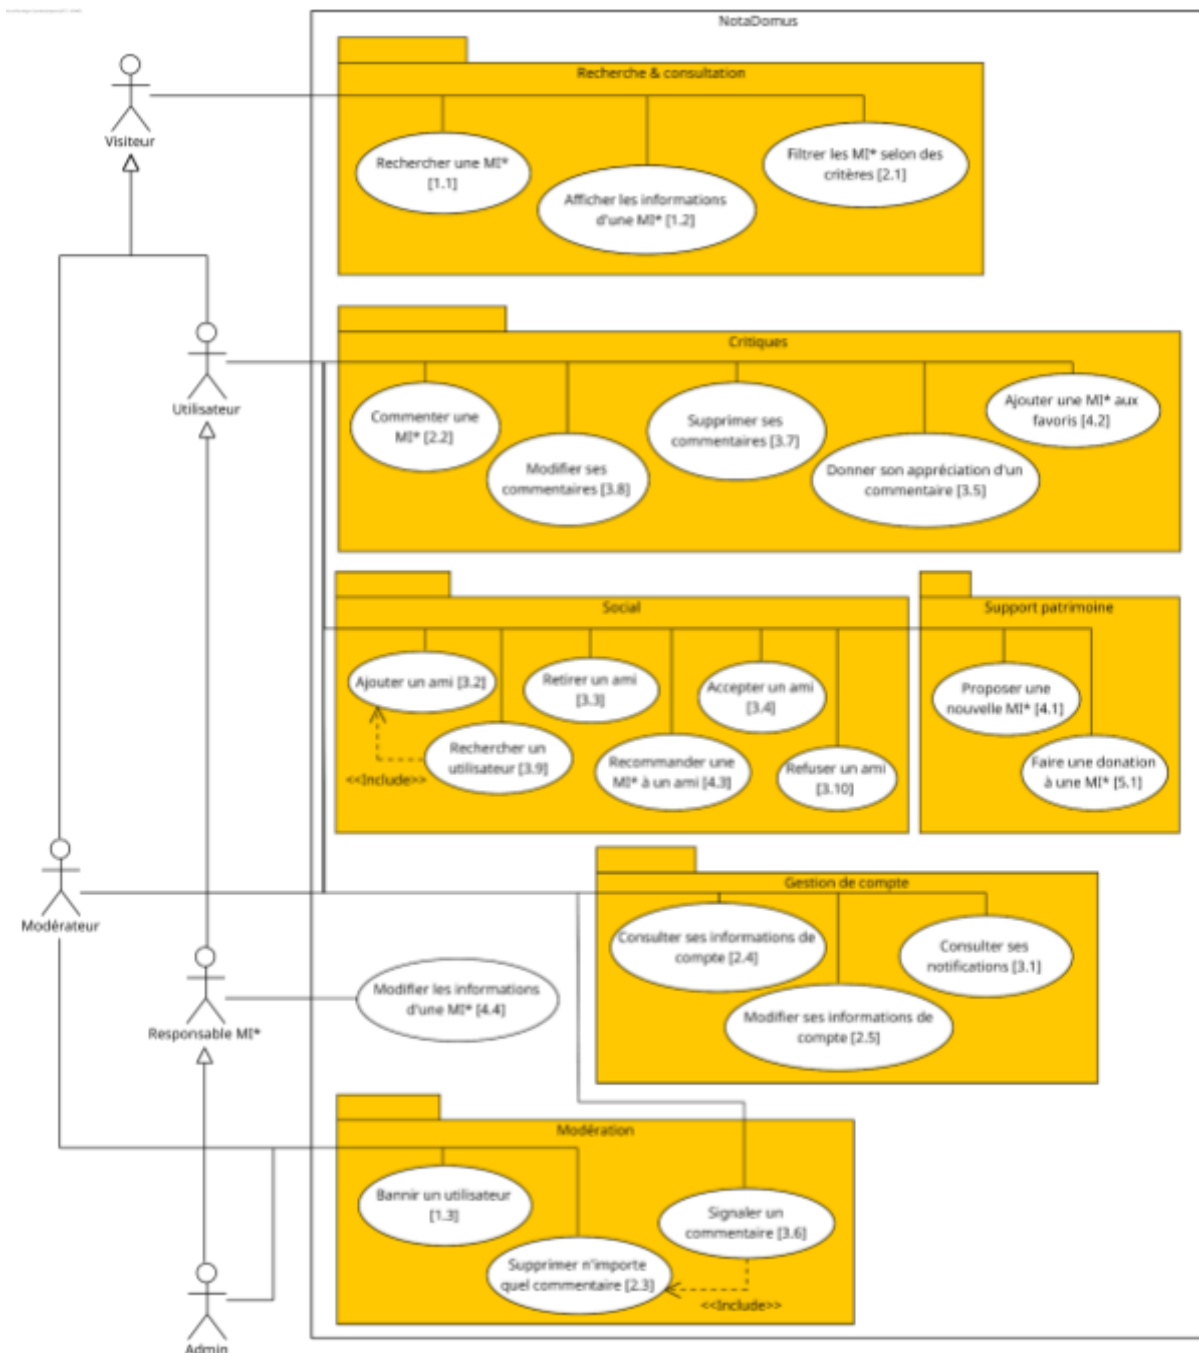 NotaDomus
Recherche & consultation
Visiteur
Rechercher une MI*
[1.1]
Afficher les informations
d'une MI* [1.2]
Filtrer les MI* selon des
critères [2.1]
Utilisateur
Critiques
Commenter une
MI* [2.2]
Modifier ses
commentaires [3.8]
Supprimer ses
commentaires [3.7]
Donner son appréciation d'un
commentaire [3.5]
Ajouter une MI* aux
favoris [4.2]
Social
Ajouter un ami [3.2]
<<Include>>
Rechercher un
utilisateur [3.9]
Retirer un ami
[3.3]
Recommander une
MI* à un ami [4.3]
Accepter un ami
[3.4]
Refuser un ami
[3.10]
Support patrimoine
Proposer une
nouvelle MI* [4.1]
Faire une donation
à une MI* [5.1]
Modérateur
Gestion de compte
Consulter ses informations de
compte [2.4]
Modifier ses informations de
compte [2.5]
Consulter ses
notifications [3.1]
Responsable MI*
Modifier les informations
d'une MI* [4.4]
Modération
Bannir un utilisateur
[1.3]
Supprimer n'importe
quel commentaire [2.3]
Signaler un
commentaire [3.6]
<<Include>>
Admin